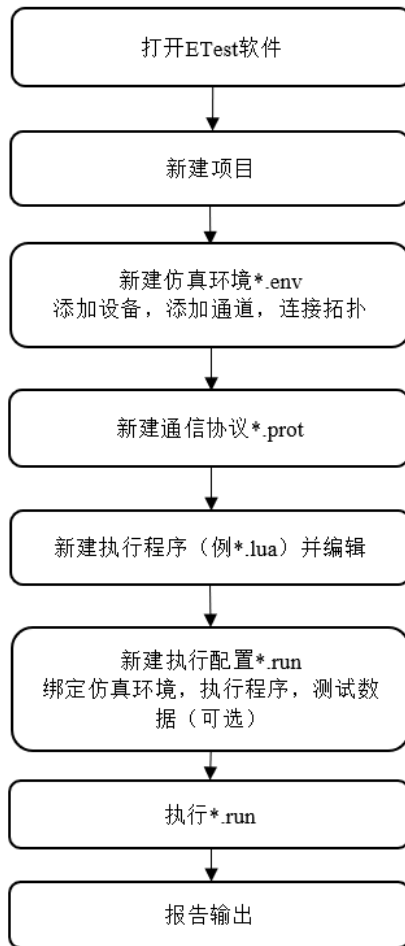 打开ETest软件
新建项目
新建仿真环境*.env
添加设备，添加通道，连接拓扑
新建通信协议*.prot
新建执行程序（例*.lua）并编辑
新建执行配置*.run
绑定仿真环境，执行程序，测试数
据（可选）
执行*.run
报告输出